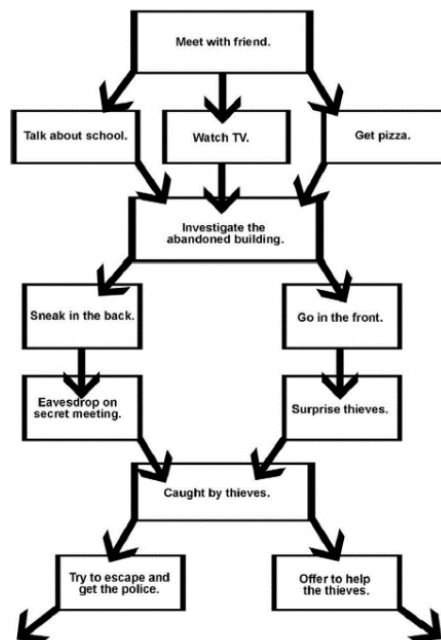 Meet with friend.
Talk about school.
Watch TV.
Get pizza.
Investigate the
abandoned building.
Sneak in the back.
Go in the front.
Eavesdrop on
secret meeting.
Surprise thieves.
Caught by thieves.
Try to escape and
get the police.
Offer to help
the thieves.